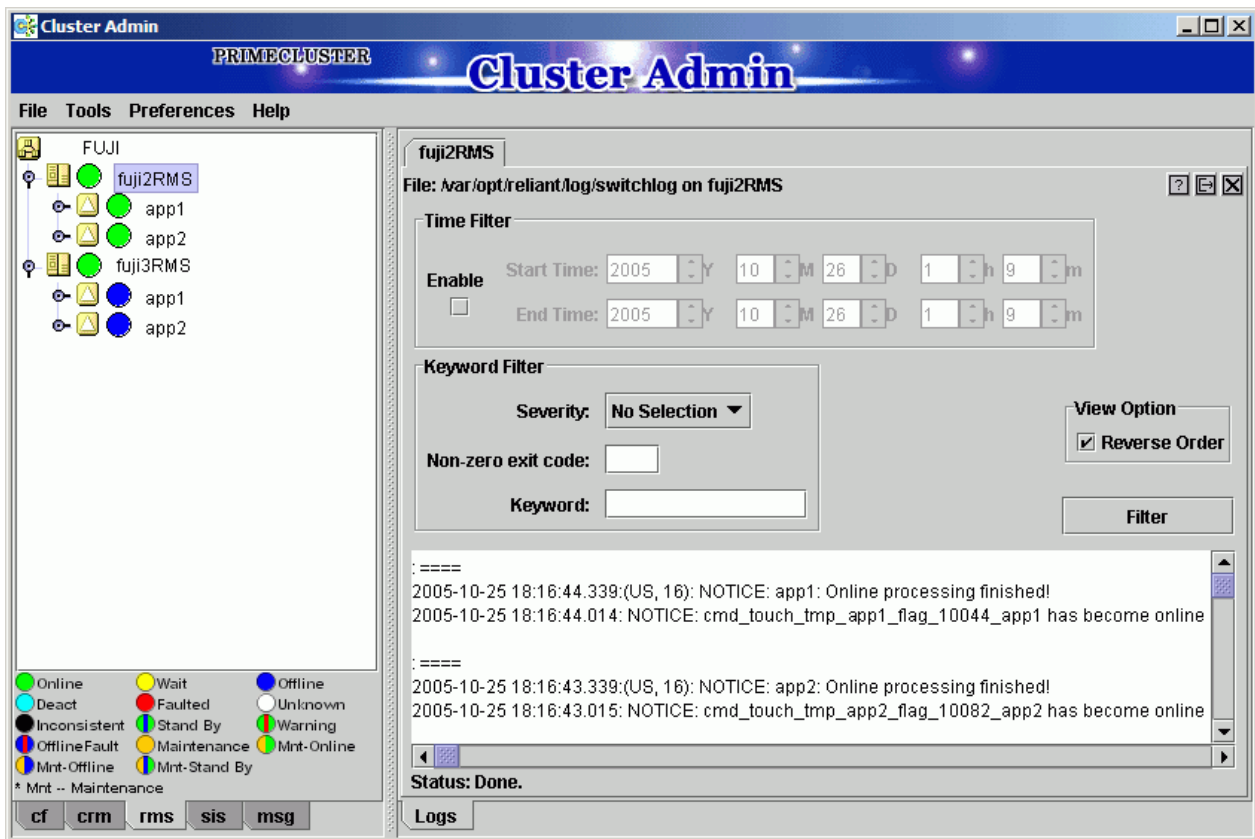 Cluster Admin
PRIMECLUSTER
Cluster Admin
File Tools Preferences Help
FUJI
fuji2RMS
app1
app2
fuji3RMS
app1
app2
Online Wait Offline
Deact Faulted Unknown
Inconsistent Stand By Warning
OfflineFault Maintenance Mnt-Online
Mnt-Offline Mnt-Stand By
* Mnt -- Maintenance
cf crm rms sis msg
fuji2RMS
File: /var/opt/reliant/log/switchlog on fuji2RMS
Time Filter
Enable
Start Time: 2005 Y 10 M 26 D 1 h 9 m
End Time: 2005 Y 10 M 26 D 1 h 9 m
Keyword Filter
Severity: No Selection
Non-zero exit code:
Keyword:
View Option
Reverse Order
Filter
: ====
2005-10-25 18:16:44.339:(US, 16): NOTICE: app1: Online processing finished!
2005-10-25 18:16:44.014: NOTICE: cmd_touch_tmp_app1_flag_10044_app1 has become online
: ====
2005-10-25 18:16:43.339:(US, 16): NOTICE: app2: Online processing finished!
2005-10-25 18:16:43.015: NOTICE: cmd_touch_tmp_app2_flag_10082_app2 has become online
Status: Done.
Logs